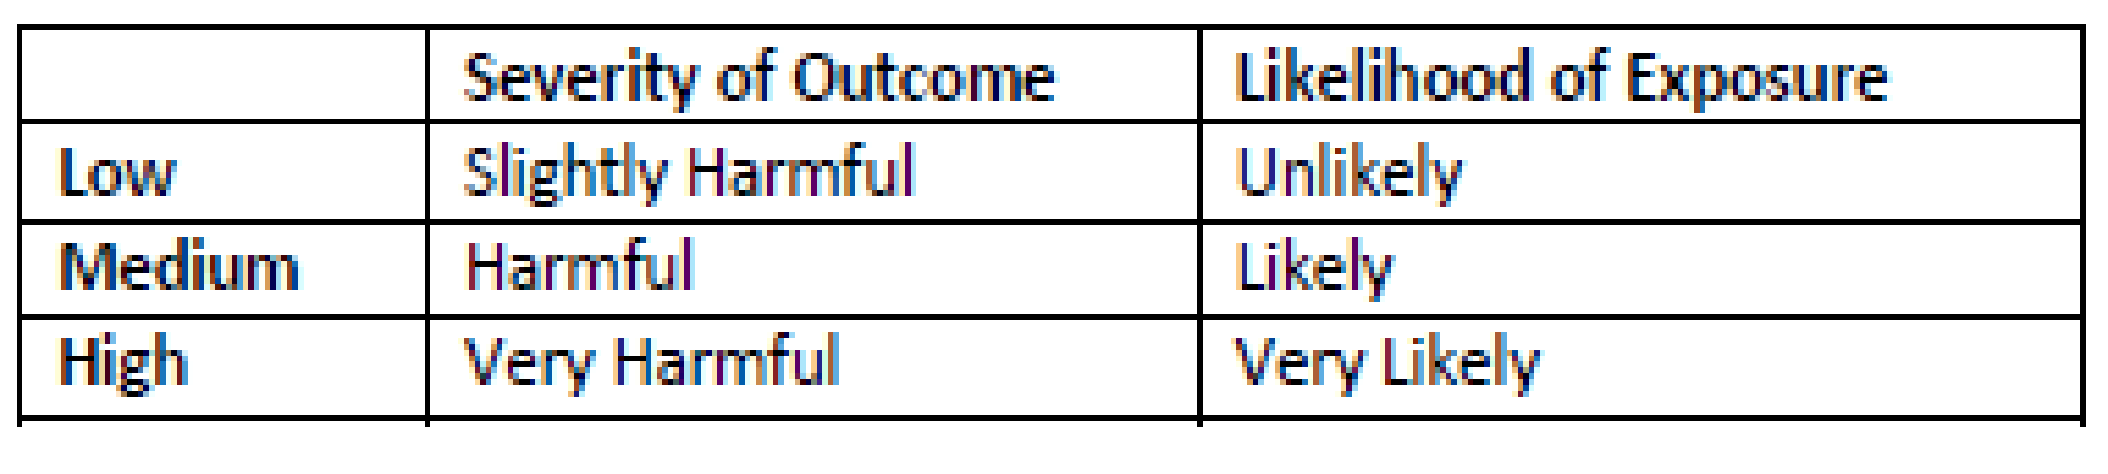 Severity of Outcome Likelihood of Exposure
Low Slightly Harmful Unlikely
Medium Harmful Likely
High Very Harmful Very Likely